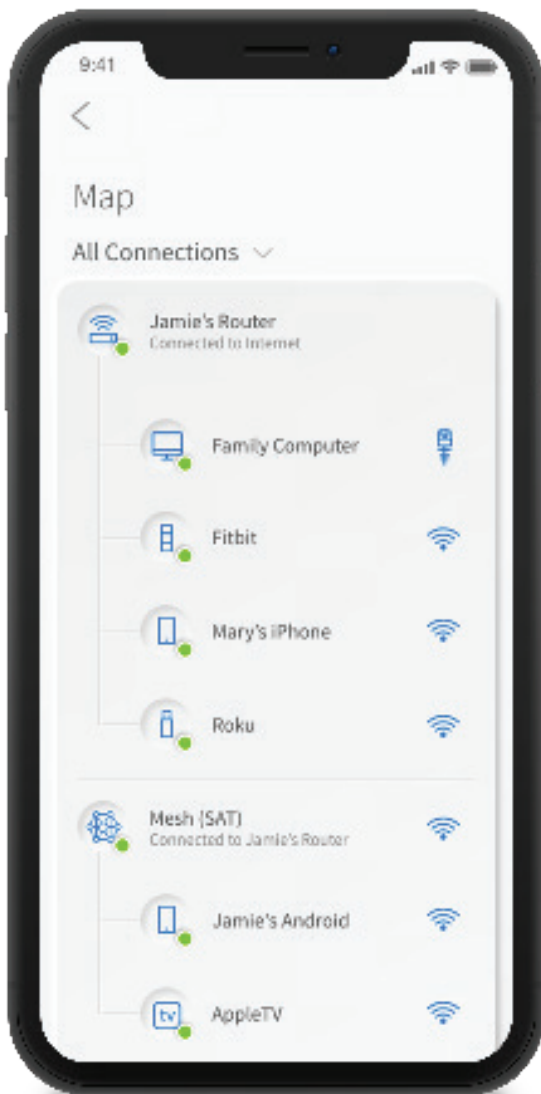 9:41
Map
All Connections
Jamie's Router
Connected to Internet
Family Computer
Fitbit
Mary's iPhone
Roku
Mesh (SAT)
Connected to Jamie's Router
Jamie's Android
tv AppleTV